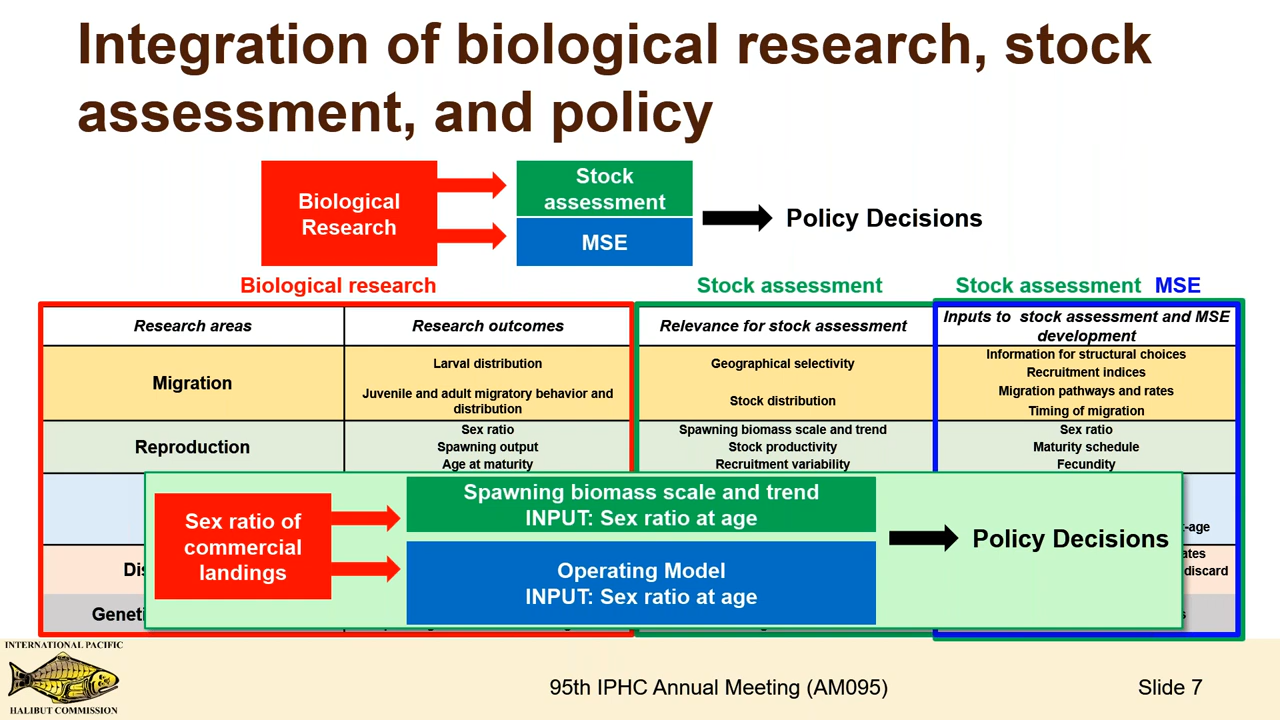 Integration of biological research, stock
assessment, and policy
Biological
Research
Stock
assessment
MSE
Policy Decisions
Biological research
Stock assessment
Stock assessment MSE
Research areas
Research outcomes
Relevance for stock assessment
Inputs to stock assessment and MSE
development
Migration
Larval distribution
Juvenile and adult migratory behavior and
distribution
Geographical selectivity
Stock distribution
Information for structural choices
Recruitment indices
Migration pathways and rates
Timing of migration
Reproduction
Sex ratio
Spawning output
Age at maturity
Spawning biomass scale and trend
Stock productivity
Recruitment variability
Sex ratio
Maturity schedule
Fecundity
-age
discard
Sex ratio of
commercial
landings
Spawning biomass scale and trend
INPUT: Sex ratio at age
Operating Model
INPUT: Sex ratio at age
Policy Decisions
INTERNATIONAL PACIFIC
HALIBUT COMMISSION
95th IPHC Annual Meeting (AM095)
Slide 7